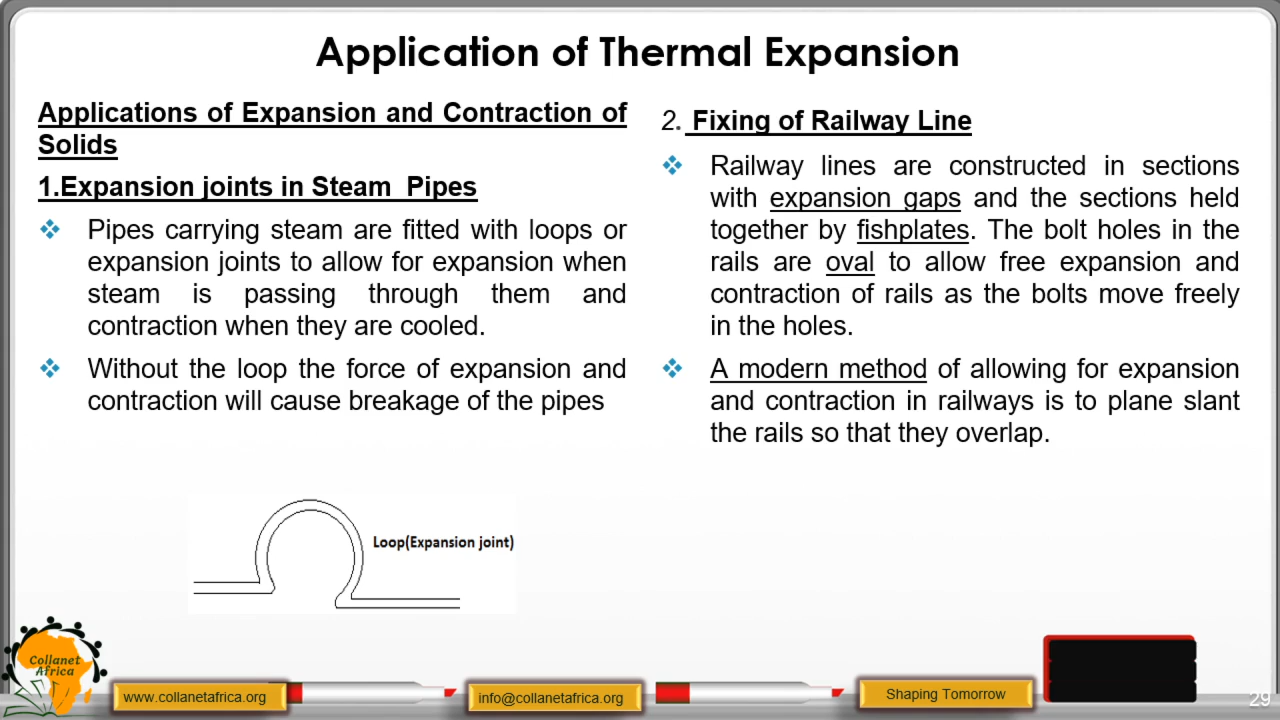 Application of Thermal Expansion
Applications of Expansion and Contraction of
Solids
1.Expansion joints in Steam Pipes
Pipes carrying steam are fitted with loops or
expansion joints to allow for expansion when
steam is passing through them and
contraction when they are cooled.
Without the loop the force of expansion and
contraction will cause breakage of the pipes
Loop(Expansion joint)
2. Fixing of Railway Line
Railway lines are constructed in sections
with expansion gaps and the sections held
together by fishplates. The bolt holes in the
rails are oval to allow free expansion and
contraction of rails as the bolts move freely
in the holes.
A modern method of allowing for expansion
and contraction in railways is to plane slant
the rails so that they overlap.
Collanet
Africa
www.collanetafrica.org
info@collanetafrica.org
Shaping Tomorrow
29